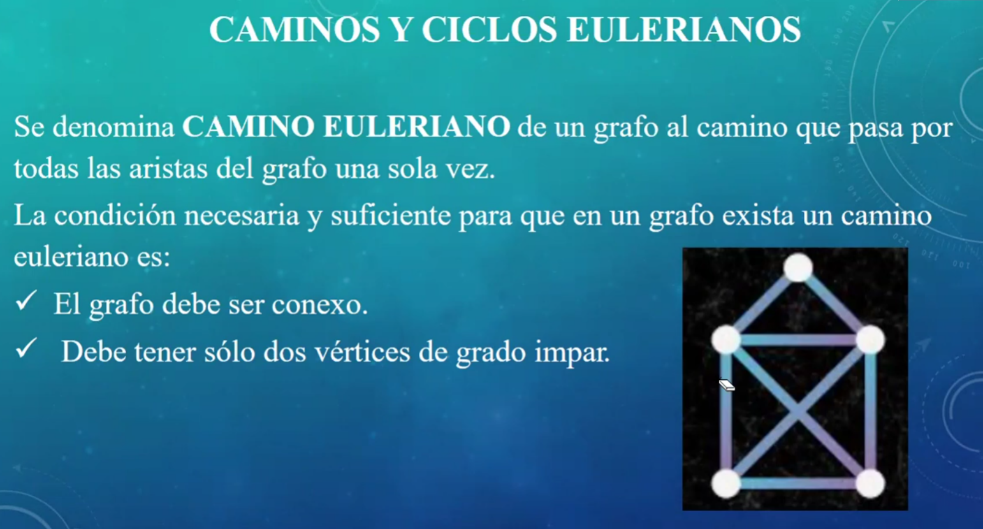 CAMINOS Y CICLOS EULERIANOS
Se denomina CAMINO EULERIANO de un grafo al camino que pasa por
todas las aristas del grafo una sola vez.
La condición necesaria y suficiente para que en un grafo exista un camino
euleriano es:
✓ El grafo debe ser conexo.
✓ Debe tener sólo dos vértices de grado impar.